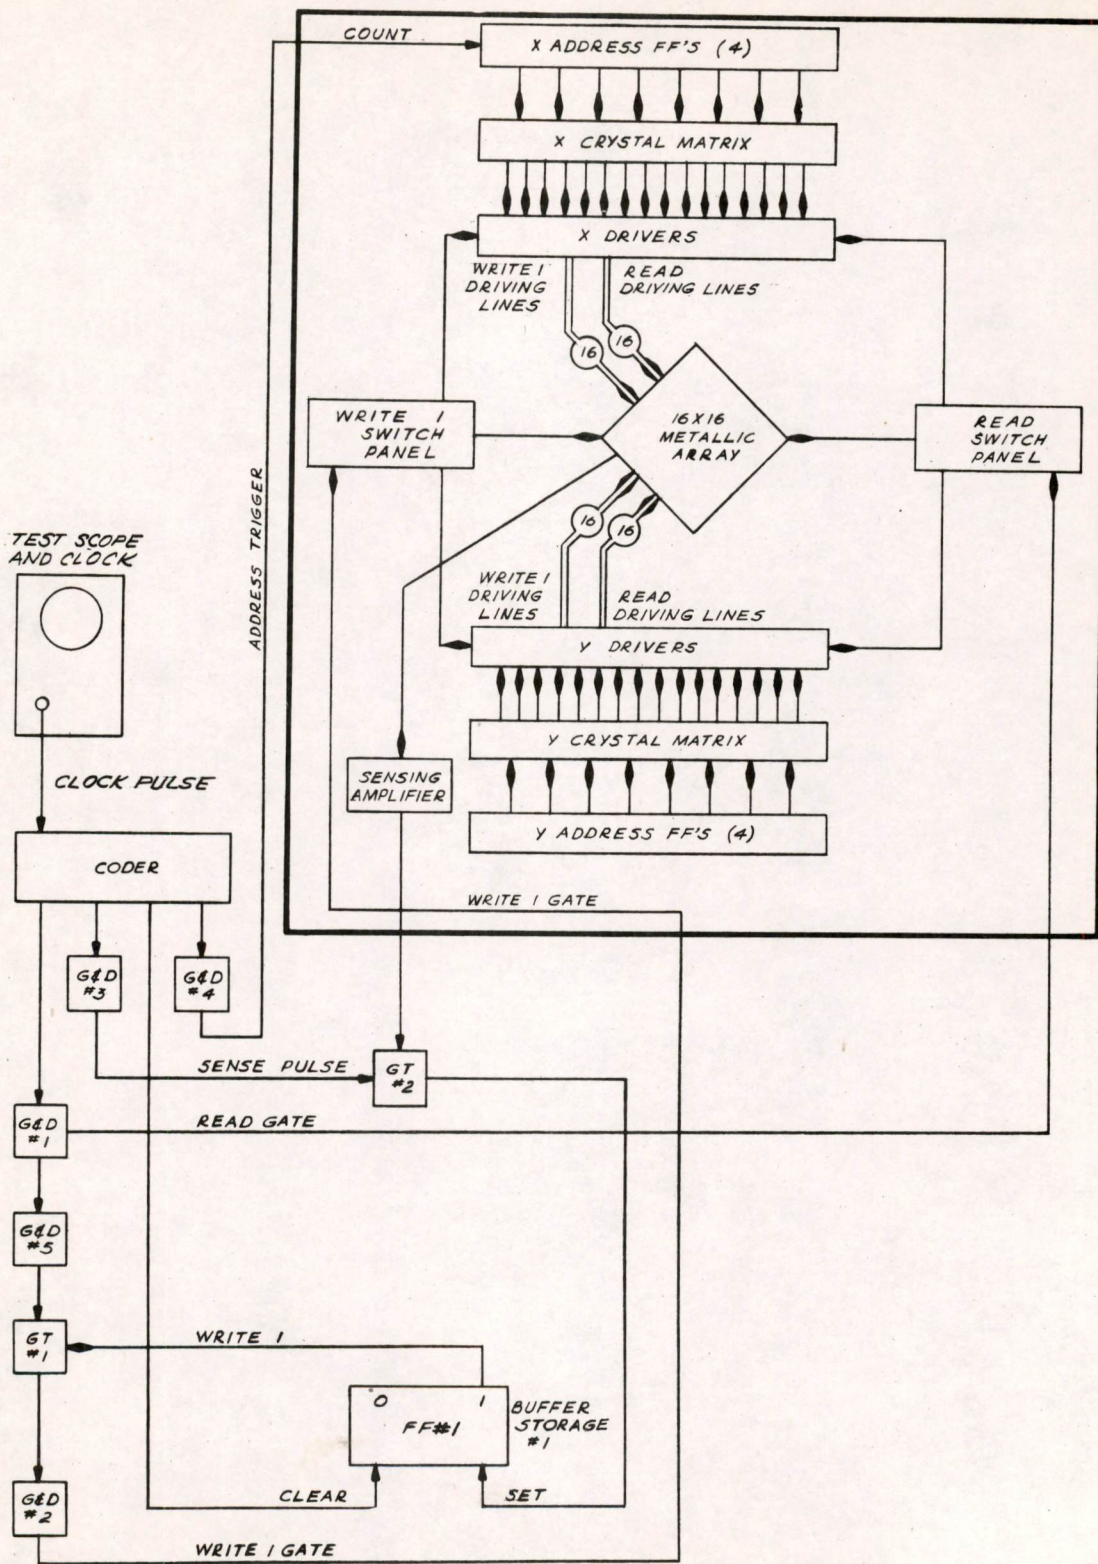 COUNT
X ADDRESS FF'S (4)
X CRYSTAL MATRIX
X DRIVERS
WRITE 1
DRIVING
LINES
READ
DRIVING LINES
16
16
WRITE 1
SWITCH
PANEL
16X16
METALLIC
ARRAY
READ
SWITCH
PANEL
ADDRESS TRIGGER
16
16
TEST SCOPE
AND CLOCK
WRITE 1
DRIVING
LINES
READ
DRIVING LINES
Y DRIVERS
Y CRYSTAL MATRIX
CLOCK PULSE
SENSING
AMPLIFIER
Y ADDRESS FF'S (4)
CODER
WRITE 1 GATE
G&D
#3
G&D
#4
SENSE PULSE
GT
#2
G&D
#1
READ GATE
G&D
#5
GT
#1
WRITE 1
0
1
FF#1
BUFFER
STORAGE
#1
CLEAR
SET
G&D
#2
WRITE 1 GATE